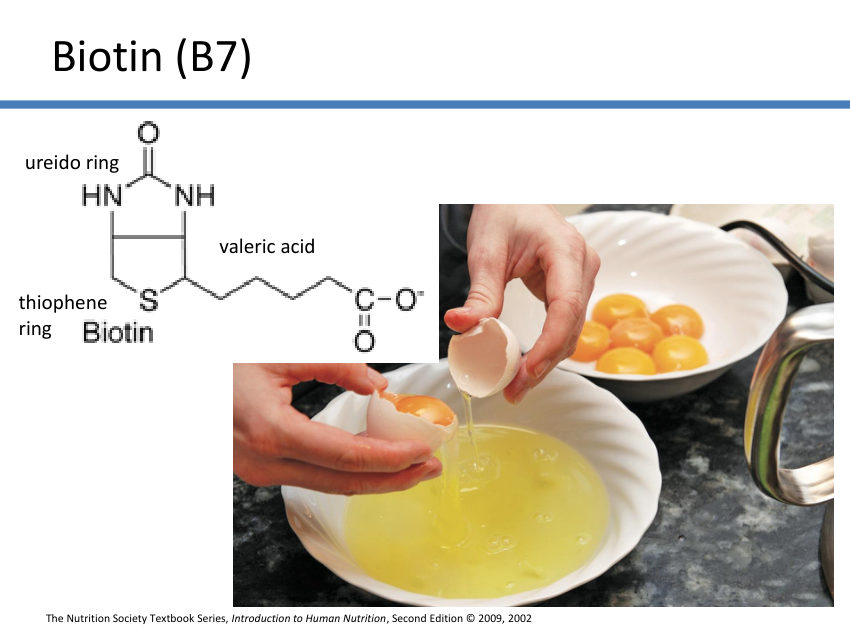 Biotin (B7)
O
ureido ring
HN
NH
valeric acid
thiophene
ring
S
C–O⁻
O
Biotin
The Nutrition Society Textbook Series, Introduction to Human Nutrition, Second Edition © 2009, 2002